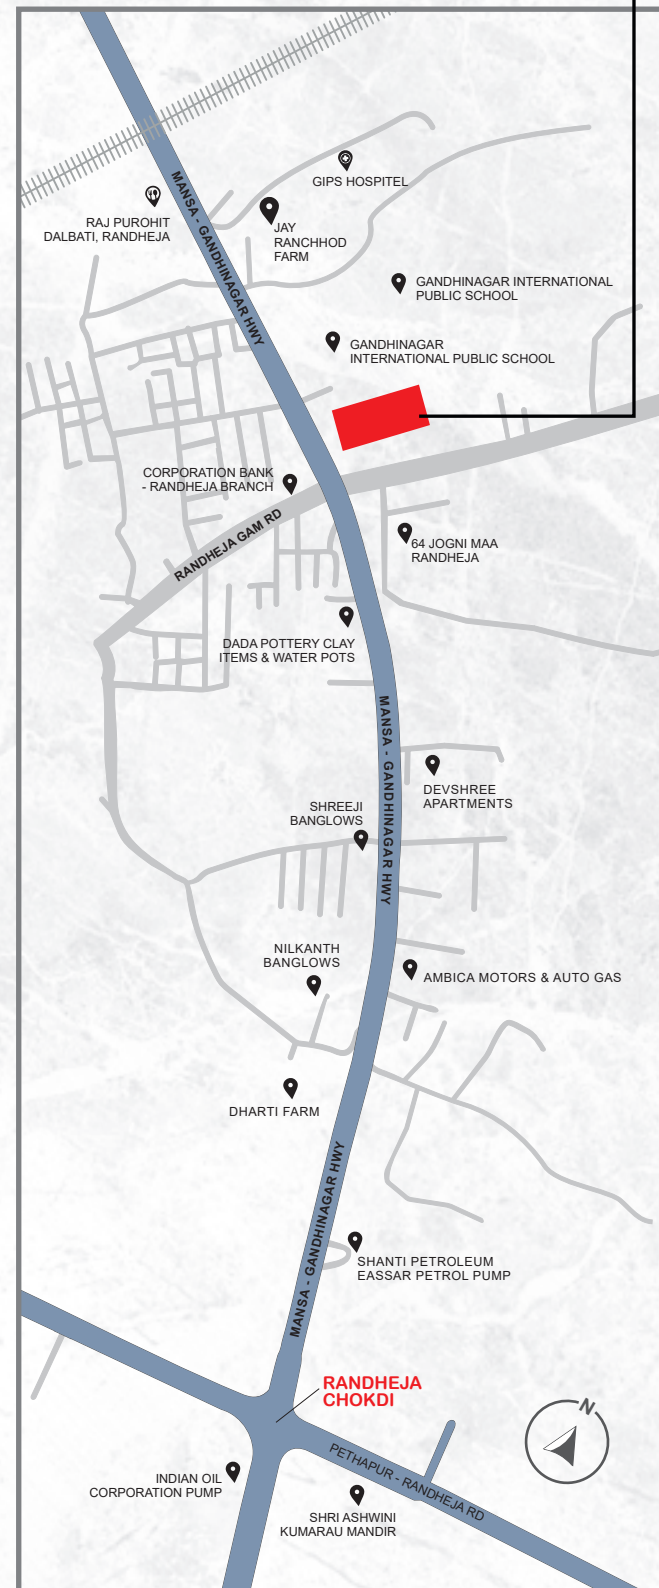 GIPS HOSPITEL
RAJ PUROHIT
DALBATI, RANDHEJA
MANSA - GANDHINAGAR HWY
JAY
RANCHHOD
FARM
GANDHINAGAR INTERNATIONAL
PUBLIC SCHOOL
GANDHINAGAR
INTERNATIONAL PUBLIC SCHOOL
CORPORATION BANK
- RANDHEJA BRANCH
RANDHEJA GAM RD
64 JOGNI MAA
RANDHEJA
DADA POTTERY CLAY
ITEMS & WATER POTS
MANSA - GANDHINAGAR HWY
DEVSHREE
APARTMENTS
SHREEJI
BANGLOWS
NILKANTH
BANGLOWS
AMBICA MOTORS & AUTO GAS
DHARTI FARM
MANSA - GANDHINAGAR HWY
SHANTI PETROLEUM
EASSAR PETROL PUMP
RANDHEJA
CHOKDI
N
PETHAPUR - RANDHEJA RD
INDIAN OIL
CORPORATION PUMP
SHRI ASHWINI
KUMARAU MANDIR